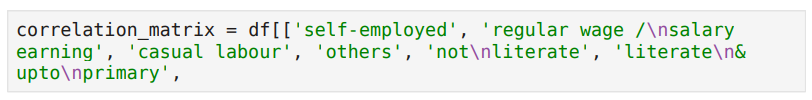 correlation_matrix = df[['self-employed', 'regular wage /\nsalary
earning', 'casual labour', 'others', 'not\nliterate', 'literate\n&
upto\nprimary',